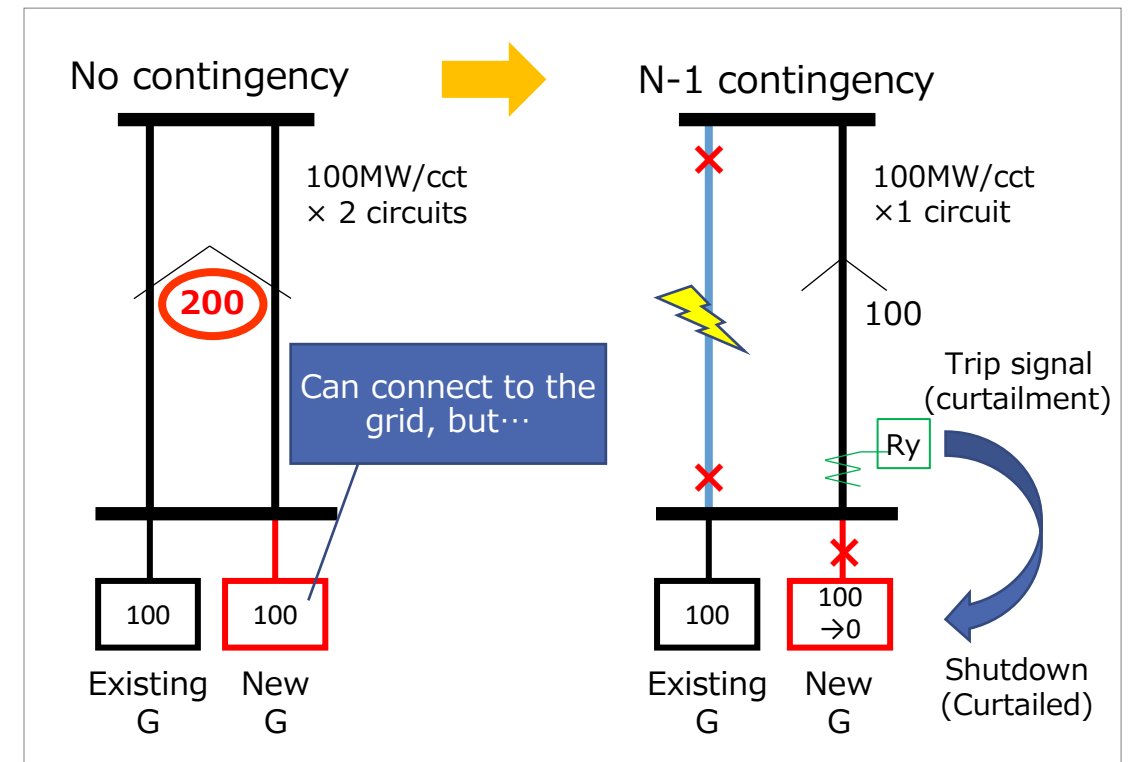 No contingency
100MW/cct
× 2 circuits
200
Can connect to the
grid, but…
100
100
Existing
G
New
G
N-1 contingency
100MW/cct
×1 circuit
100
Trip signal
(curtailment)
Ry
100
100
→0
Existing
G
New
G
Shutdown
(Curtailed)